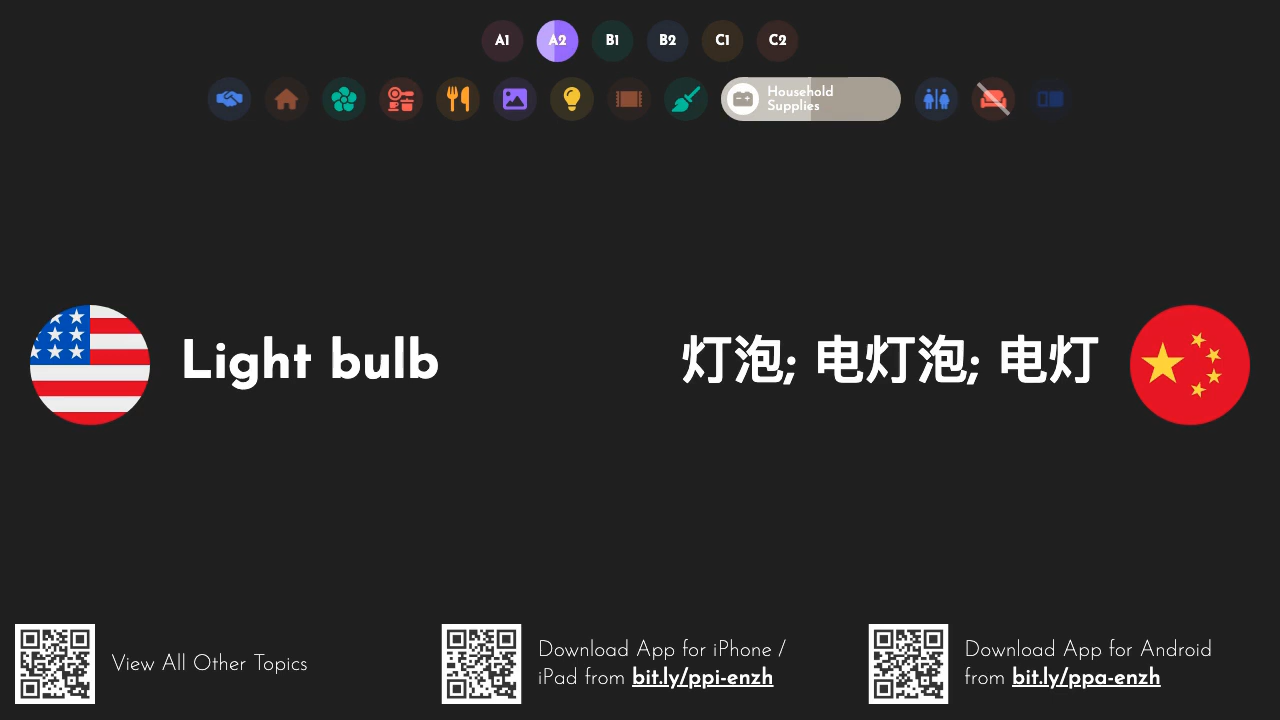 A1 A2 B1 B2 C1 C2
Household
Supplies
Light bulb
灯泡; 电灯泡; 电灯
View All Other Topics
Download App for iPhone /
iPad from bit.ly/ppi-enzh
Download App for Android
from bit.ly/ppa-enzh